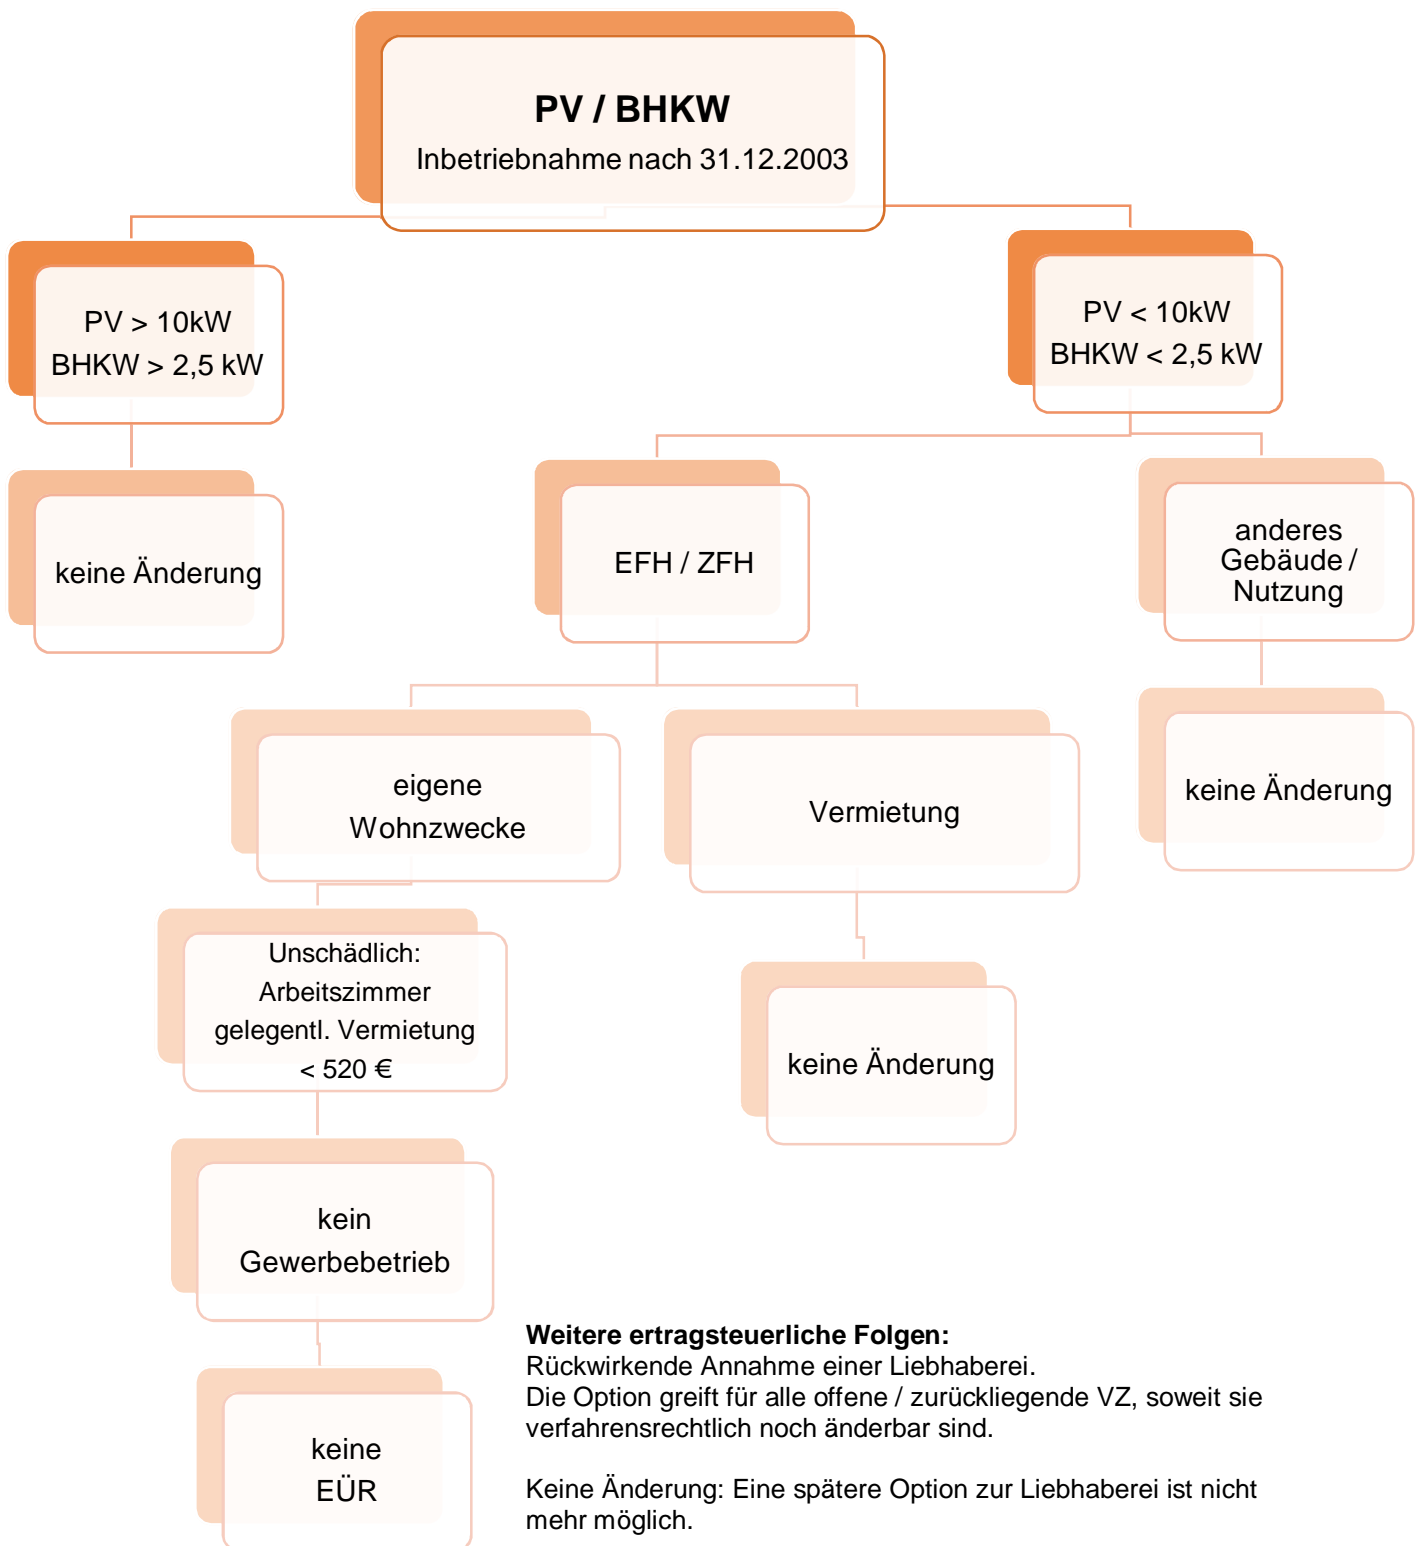 PV / BHKW
Inbetriebnahme nach 31.12.2003
PV > 10kW
BHKW > 2,5 kW
PV < 10kW
BHKW < 2,5 kW
keine Änderung
EFH / ZFH
anderes
Gebäude /
Nutzung
eigene
Wohnzwecke
Vermietung
keine Änderung
Unschädlich:
Arbeitszimmer
gelegentl. Vermietung
< 520 €
keine Änderung
kein
Gewerbebetrieb
keine
EÜR
Weitere ertragsteuerliche Folgen:
Rückwirkende Annahme einer Liebhaberei.
Die Option greift für alle offene / zurückliegende VZ, soweit sie
verfahrensrechtlich noch änderbar sind.
Keine Änderung: Eine spätere Option zur Liebhaberei ist nicht
mehr möglich.